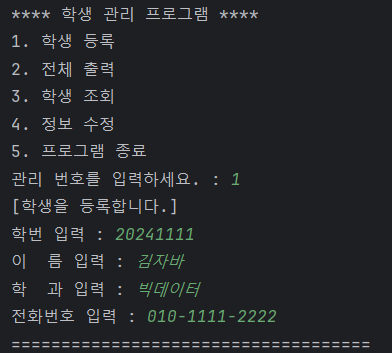 **** 학생 관리 프로그램 ****
1. 학생 등록
2. 전체 출력
3. 학생 조회
4. 정보 수정
5. 프로그램 종료
관리 번호를 입력하세요. : 1
[학생을 등록합니다.]
학번 입력 : 20241111
이  름 입력 : 김자바
학  과 입력 : 빅데이터
전화번호 입력 : 010-1111-2222
====================================